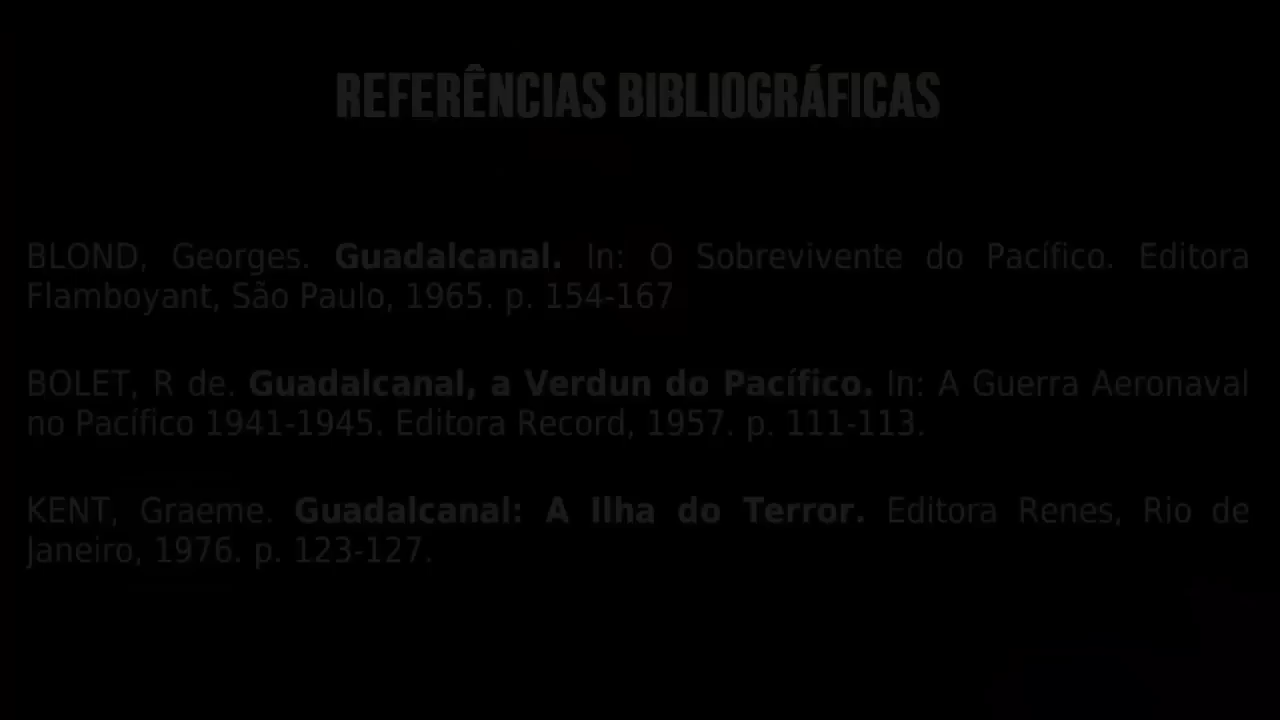 REFERÊNCIAS BIBLIOGRÁFICAS
BLOND, Georges. Guadalcanal. In: O Sobrevivente do Pacífico. Editora
Flamboyant, São Paulo, 1965. p. 154-167
BOLET, R de. Guadalcanal, a Verdun do Pacífico. In: A Guerra Aeronaval
no Pacífico 1941-1945. Editora Record, 1957. p. 111-113.
KENT, Graeme. Guadalcanal: A Ilha do Terror. Editora Renes, Rio de
Janeiro, 1976. p. 123-127.